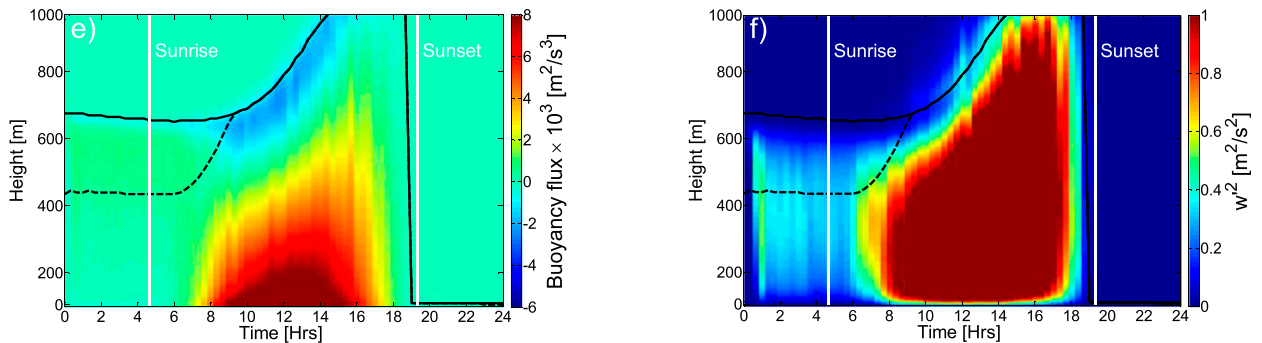 e)
Sunrise
Sunset
1000
800
600
400
200
0
Height [m]
0 2 4 6 8 10 12 14 16 18 20 22 24
Time [Hrs]
8
6
4
2
0
-2
-4
-6
Buoyancy flux × 10³ [m²/s³]
f)
Sunrise
Sunset
1000
800
600
400
200
0
Height [m]
0 2 4 6 8 10 12 14 16 18 20 22 24
Time [Hrs]
1
0.8
0.6
0.4
0.2
0
w'² [m²/s²]